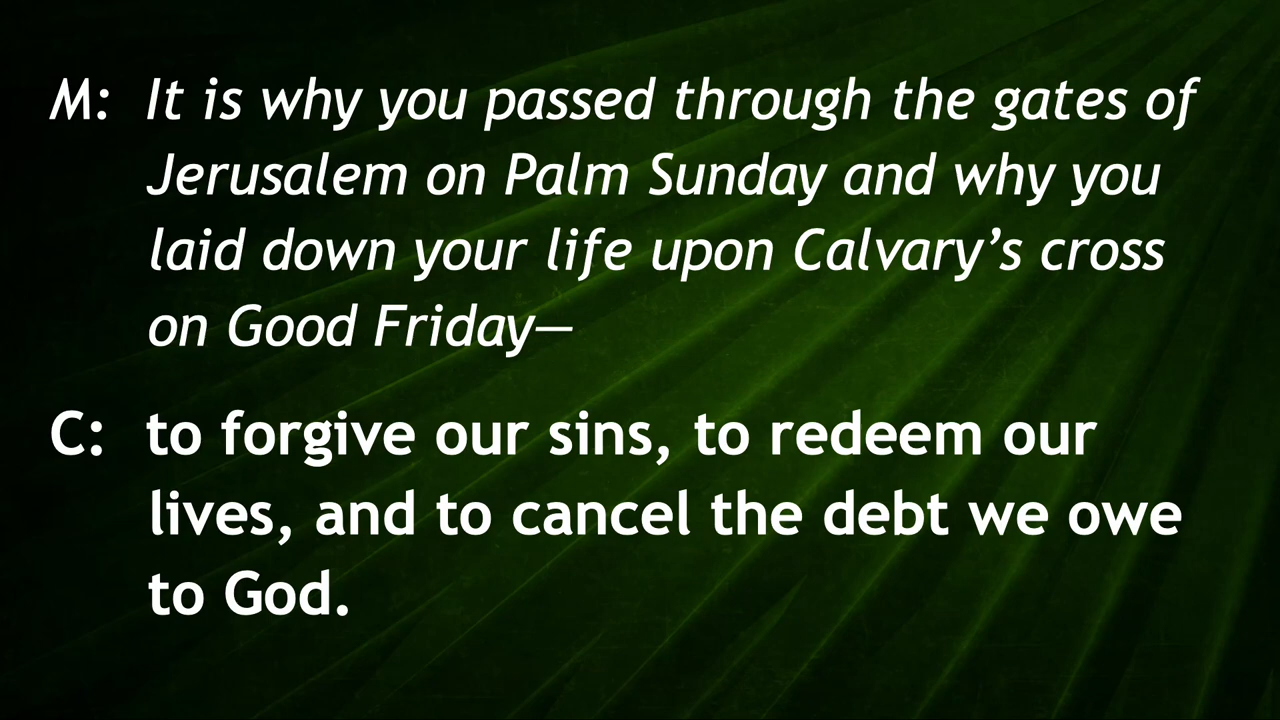 M: It is why you passed through the gates of
Jerusalem on Palm Sunday and why you
laid down your life upon Calvary’s cross
on Good Friday—
C: to forgive our sins, to redeem our
lives, and to cancel the debt we owe
to God.